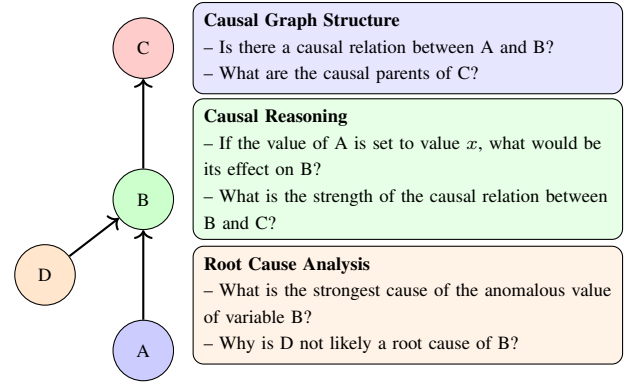 C
B
D
A
Causal Graph Structure
– Is there a causal relation between A and B?
– What are the causal parents of C?
Causal Reasoning
– If the value of A is set to value x, what would be
its effect on B?
– What is the strength of the causal relation between
B and C?
Root Cause Analysis
– What is the strongest cause of the anomalous value
of variable B?
– Why is D not likely a root cause of B?